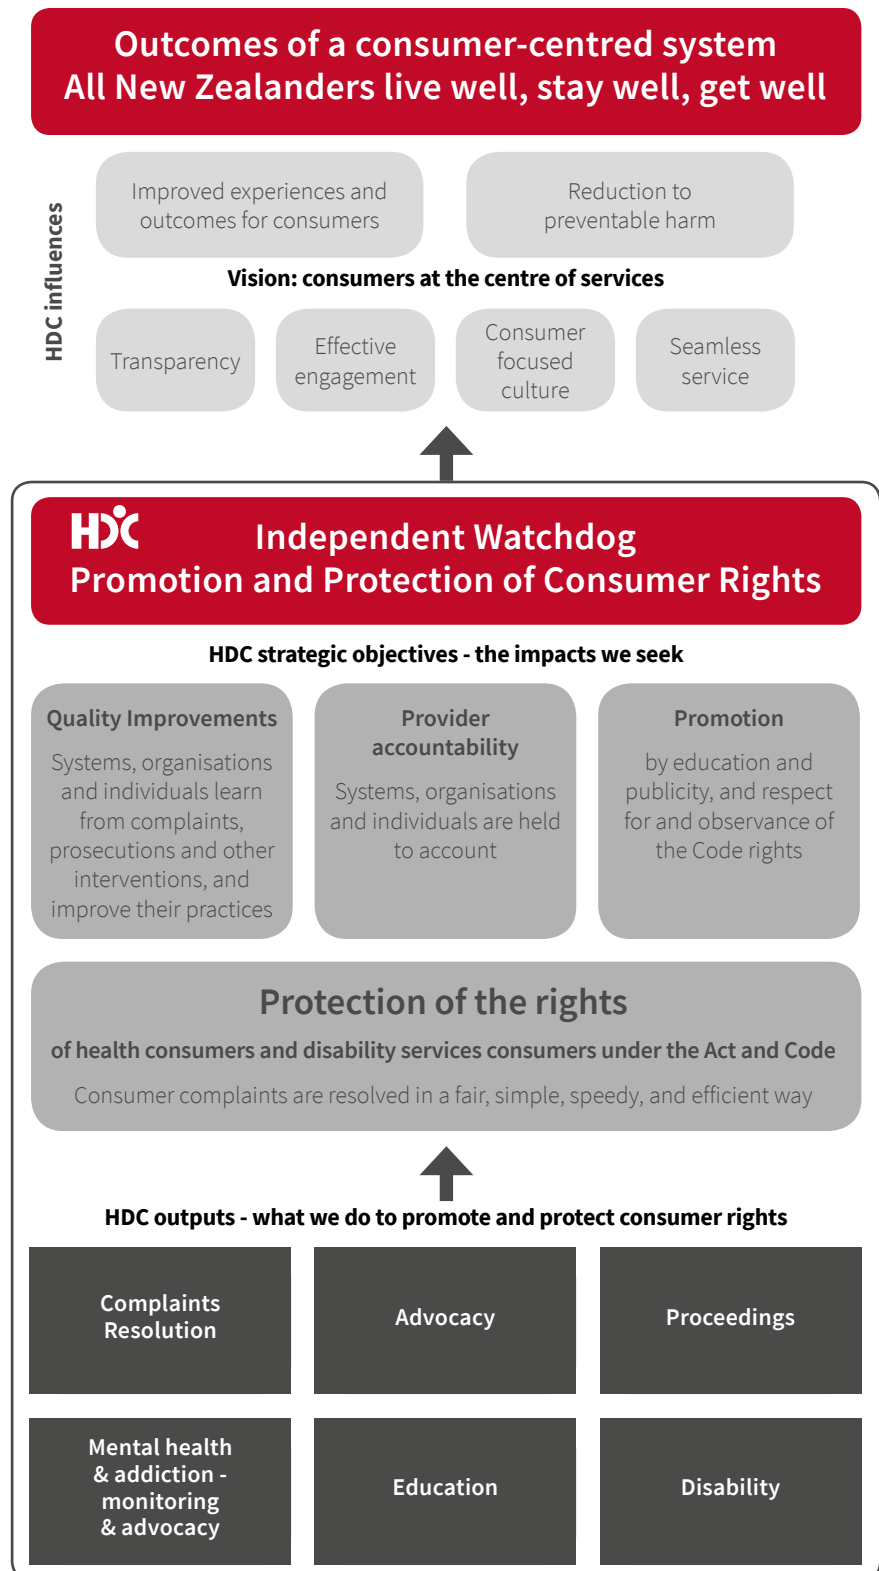 Outcomes of a consumer-centred system
All New Zealanders live well, stay well, get well
HDC influences
Improved experiences and
outcomes for consumers
Reduction to
preventable harm
Vision: consumers at the centre of services
Transparency
Effective
engagement
Consumer
focused
culture
Seamless
service
HDC
Independent Watchdog
Promotion and Protection of Consumer Rights
HDC strategic objectives - the impacts we seek
Quality Improvements
Systems, organisations
and individuals learn
from complaints,
prosecutions and other
interventions, and
improve their practices
Provider
accountability
Systems, organisations
and individuals are held
to account
Promotion
by education and
publicity, and respect
for and observance of
the Code rights
Protection of the rights
of health consumers and disability services consumers under the Act and Code
Consumer complaints are resolved in a fair, simple, speedy, and efficient way
HDC outputs - what we do to promote and protect consumer rights
Complaints
Resolution
Advocacy
Proceedings
Mental health
& addiction -
monitoring
& advocacy
Education
Disability